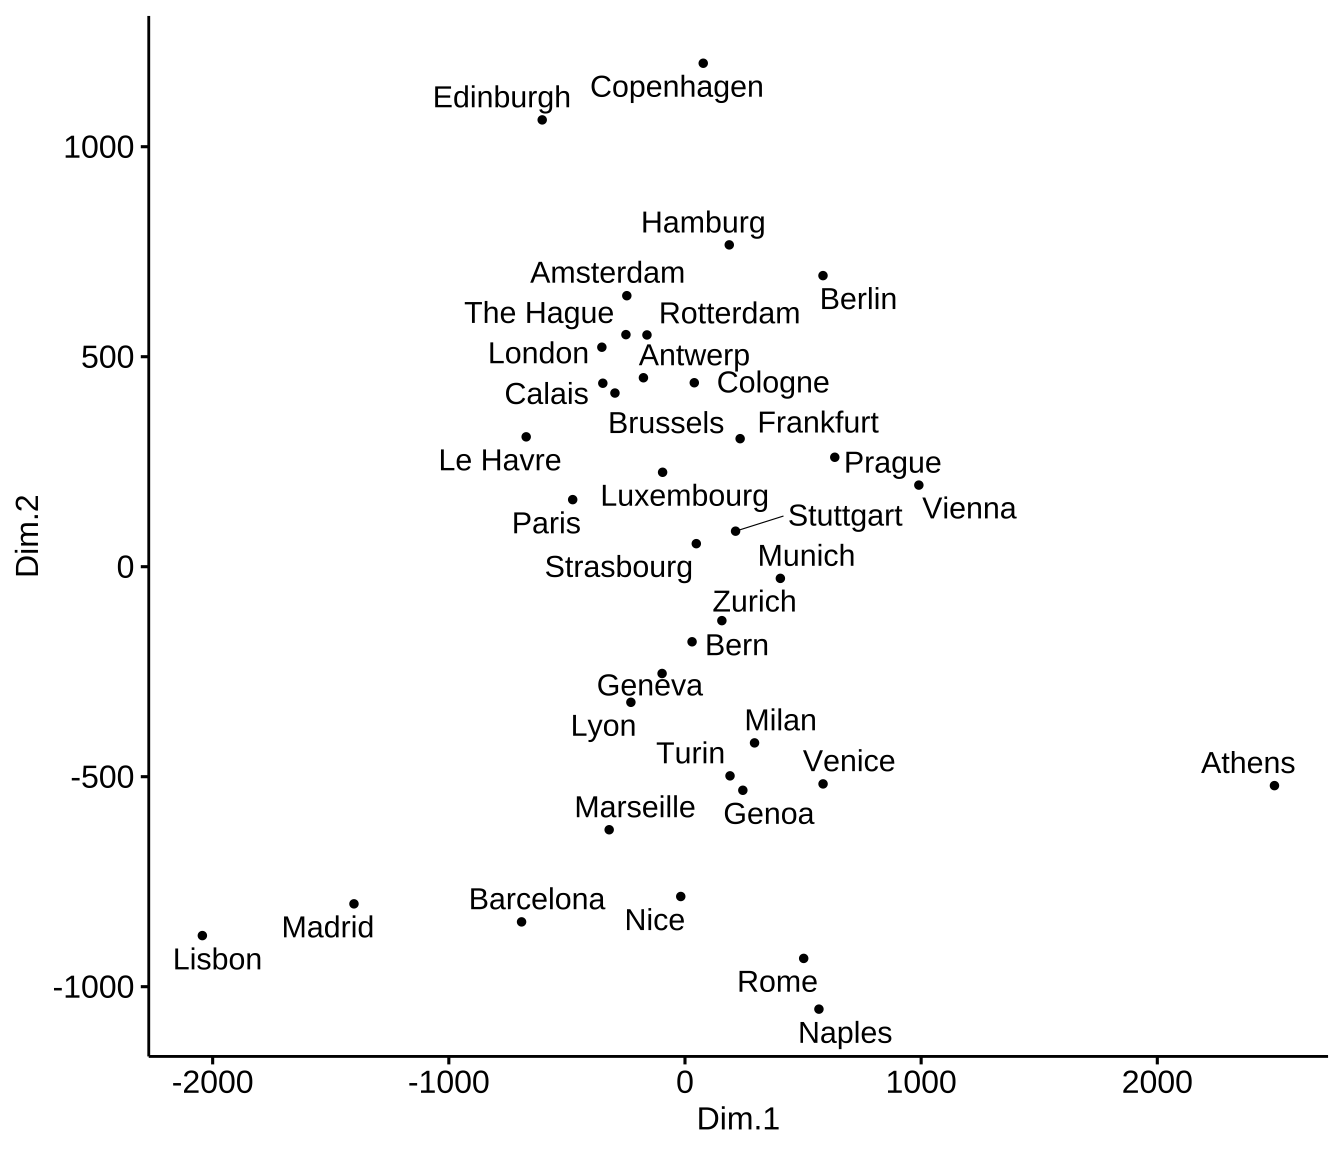 Copenhagen
Edinburgh
1000
Hamburg
Amsterdam
Berlin
The Hague
Rotterdam
London
Antwerp
500
Calais
Cologne
Brussels
Frankfurt
Le Havre
Prague
Luxembourg
Vienna
Paris
Stuttgart
Dim.2
Strasbourg
Munich
0
Zurich
Bern
Geneva
Lyon
Milan
Turin
Venice
Athens
-500
Marseille
Genoa
Barcelona
Nice
Madrid
Lisbon
Rome
-1000
Naples
-2000
-1000
0
1000
2000
Dim.1